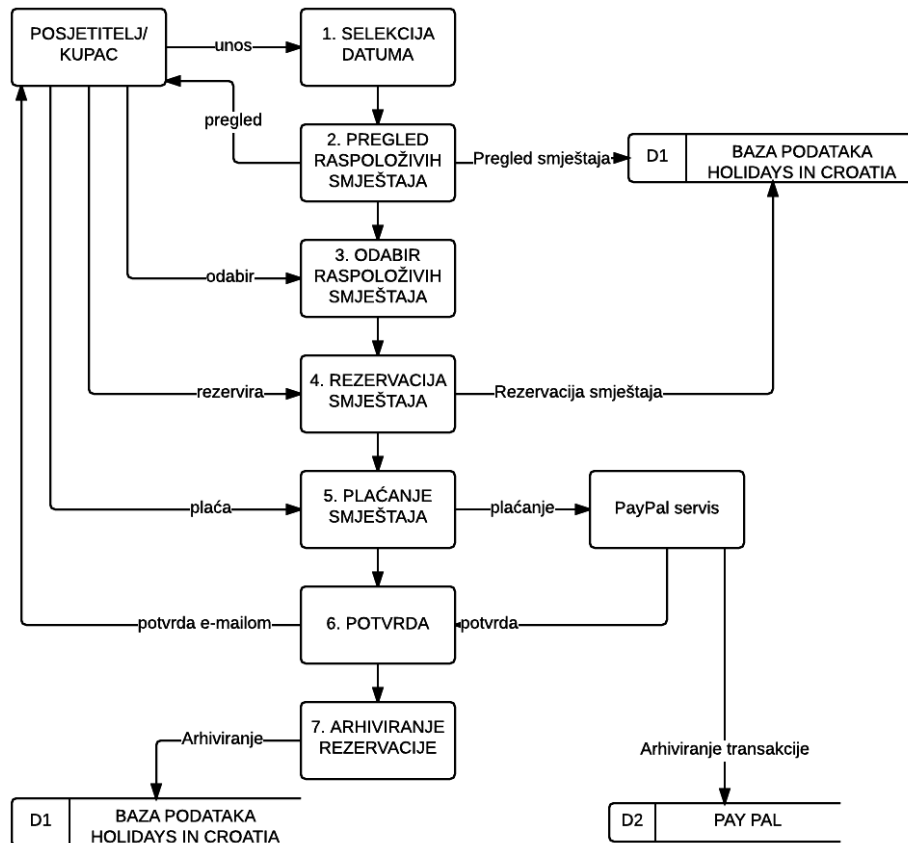 POSJETITELJ/
KUPAC
unos
1. SELEKCIJA
DATUMA
pregled
2. PREGLED
RASPOLOŽIVIH
SMJEŠTAJA
Pregled smještaja
D1
BAZA PODATAKA
HOLIDAYS IN CROATIA
odabir
3. ODABIR
RASPOLOŽIVIH
SMJEŠTAJA
rezervira
4. REZERVACIJA
SMJEŠTAJA
Rezervacija smještaja
plaća
5. PLAĆANJE
SMJEŠTAJA
plaćanje
PayPal servis
potvrda e-mailom
6. POTVRDA
potvrda
Arhiviranje
7. ARHIVIRANJE
REZERVACIJE
Arhiviranje transakcije
D1
BAZA PODATAKA
HOLIDAYS IN CROATIA
D2
PAY PAL